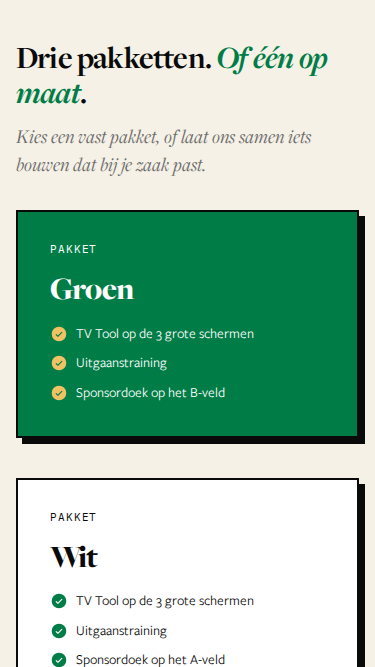 Drie pakketten. Of één op
maat.
Kies een vast pakket, of laat ons samen iets
bouwen dat bij je zaak past.
PAKKET
Groen
TV Tool op de 3 grote schermen
Uitgaanstraining
Sponsordoek op het B-veld
PAKKET
Wit
TV Tool op de 3 grote schermen
Uitgaanstraining
Sponsordoek op het A-veld